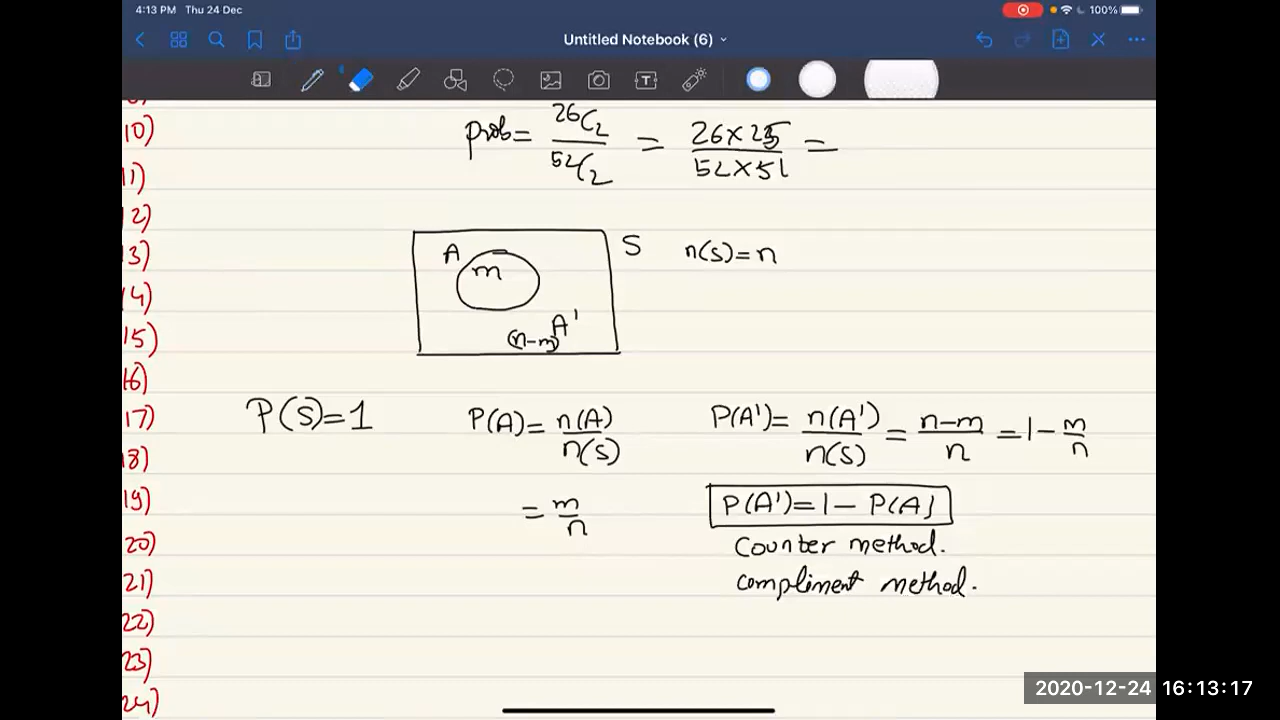 4:13 PM Thu 24 Dec
100%
Untitled Notebook (6)
T
10)
prob = 26C2 / 52C2 = 26×25 / 52×51 =
11)
12)
13)
A m S n(S) = n
14)
15)
(n-m) A'
16)
17)
P(S) = 1 P(A) = n(A) / n(S) P(A') = n(A') / n(S) = n-m / n = 1 - m / n
18)
19)
= m / n P(A') = 1 - P(A)
20)
Counter method.
21)
compliment method.
22)
23)
24)
2020-12-24 16:13:17